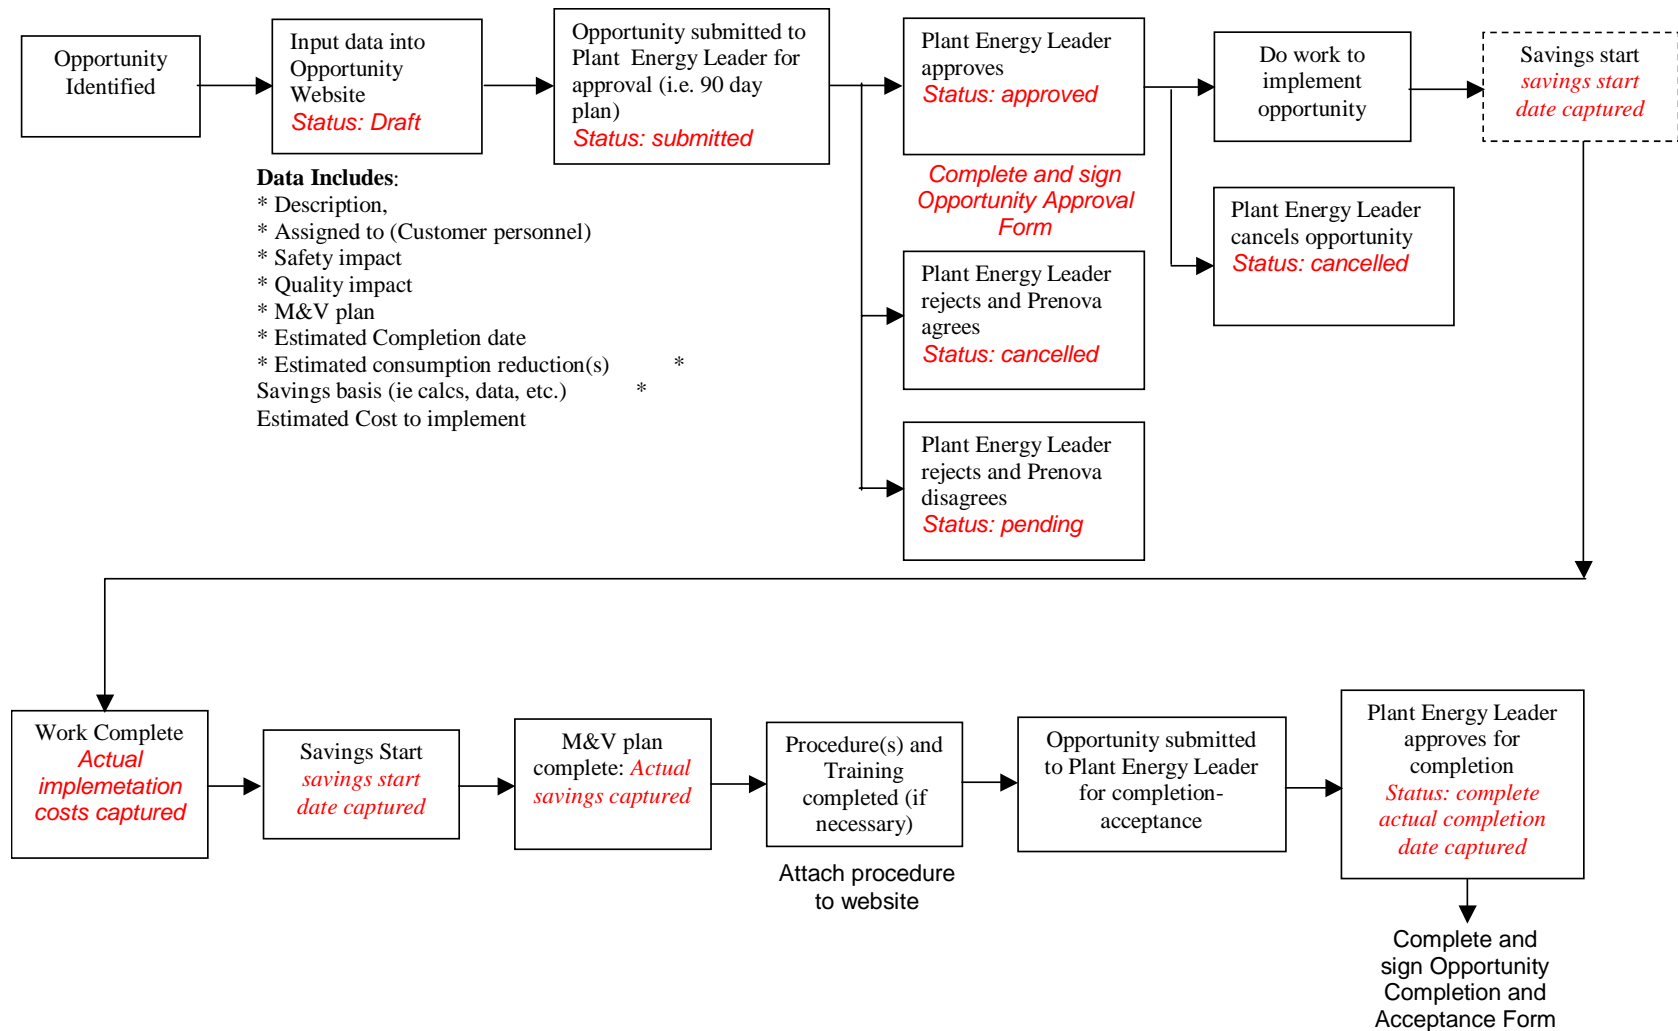 Opportunity
Identified
Input data into
Opportunity
Website
Status: Draft
Opportunity submitted to
Plant Energy Leader for
approval (i.e. 90 day
plan)
Status: submitted
Plant Energy Leader
approves
Status: approved
Do work to
implement
opportunity
Savings start
savings start
date captured
Data Includes:
* Description,
* Assigned to (Customer personnel)
* Safety impact
* Quality impact
* M&V plan
* Estimated Completion date
* Estimated consumption reduction(s) *
Savings basis (ie calcs, data, etc.) *
Estimated Cost to implement
Complete and sign
Opportunity Approval
Form
Plant Energy Leader
cancels opportunity
Status: cancelled
Plant Energy Leader
rejects and Prenova
agrees
Status: cancelled
Plant Energy Leader
rejects and Prenova
disagrees
Status: pending
Work Complete
Actual
implemetation
costs captured
Savings Start
savings start
date captured
M&V plan
complete: Actual
savings captured
Procedure(s) and
Training
completed (if
necessary)
Attach procedure
to website
Opportunity submitted
to Plant Energy Leader
for completion-
acceptance
Plant Energy Leader
approves for
completion
Status: complete
actual completion
date captured
Complete and
sign Opportunity
Completion and
Acceptance Form